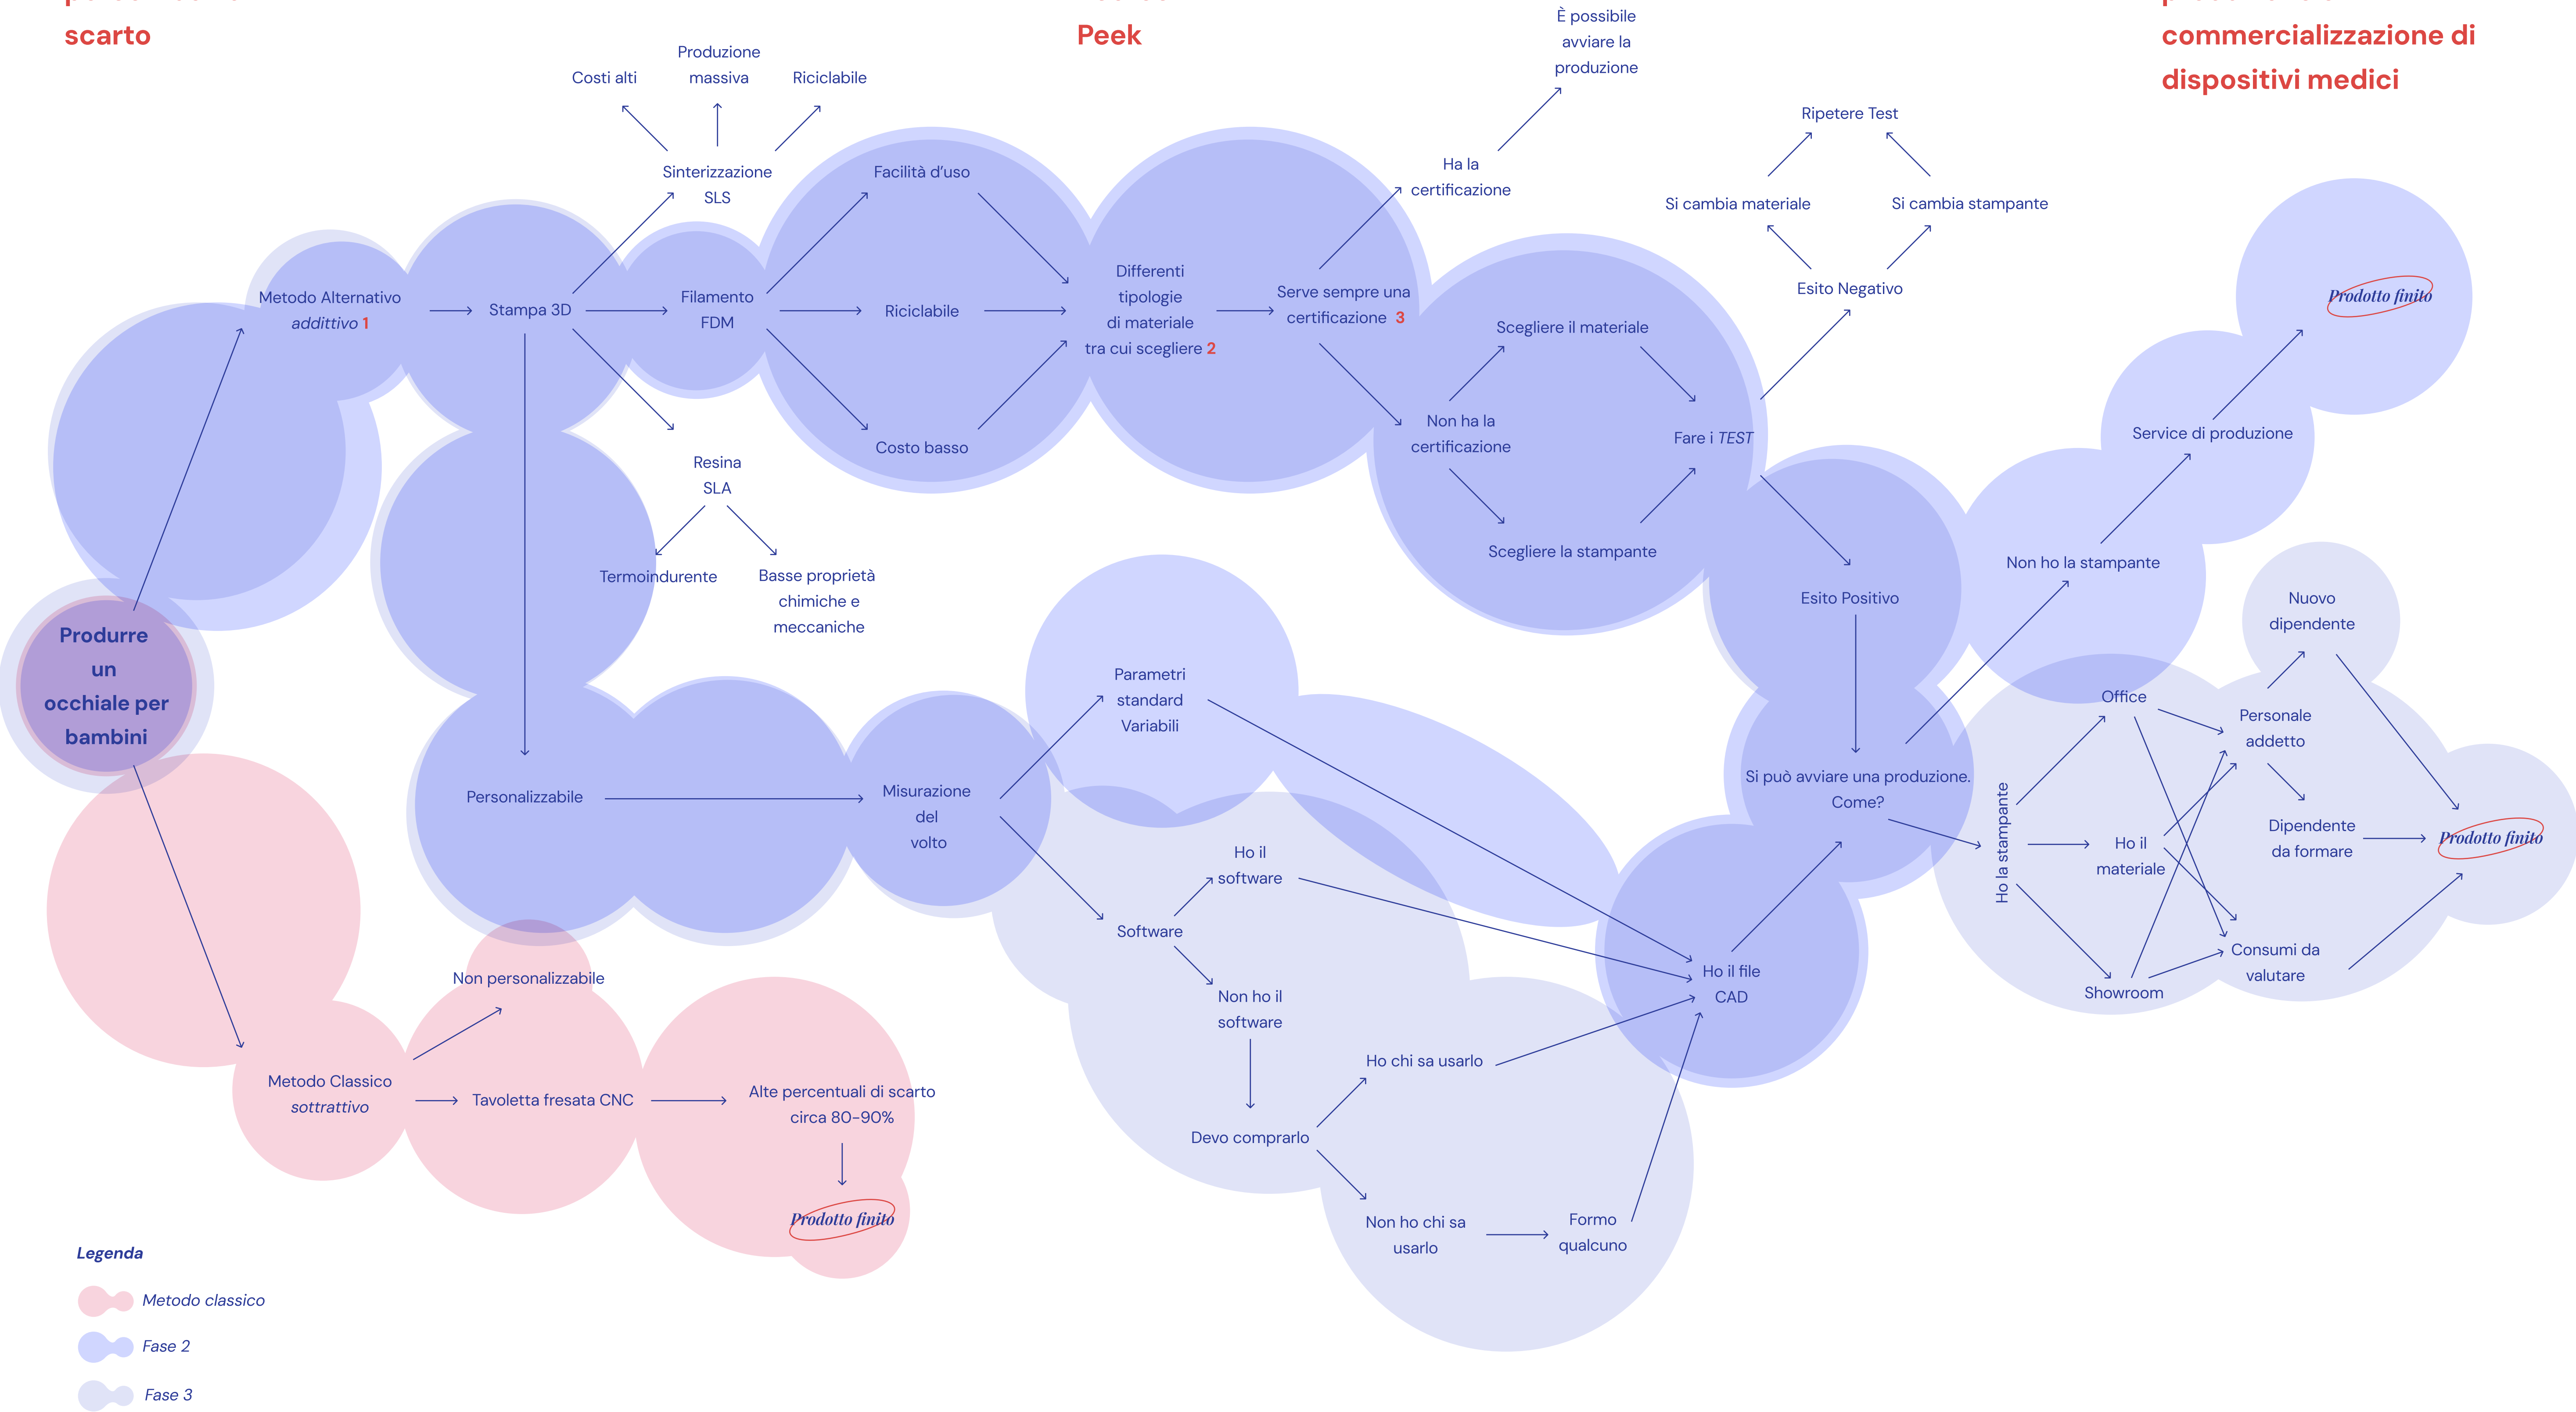 scarto
Peek
commercializzazione di
dispositivi medici
È possibile
avviare la
produzione
Costi alti
Produzione
massiva
Riciclabile
Sinterizzazione
SLS
Facilità d'uso
Ha la
certificazione
Ripetere Test
Si cambia materiale
Si cambia stampante
Esito Negativo
Metodo Alternativo
addittivo 1
Stampa 3D
Filamento
FDM
Riciclabile
Differenti
tipologie
di materiale
tra cui scegliere 2
Serve sempre una
certificazione 3
Scegliere il materiale
Non ha la
certificazione
Fare i TEST
Scegliere la stampante
Costo basso
Resina
SLA
Termoindurente
Basse proprietà
chimiche e
meccaniche
Esito Positivo
Prodotto finito
Service di produzione
Non ho la stampante
Nuovo
dipendente
Produrre
un
occhiale per
bambini
Personalizzabile
Misurazione
del
volto
Parametri
standard
Variabili
Software
Ho il
software
Non ho il
software
Devo comprarlo
Ho chi sa usarlo
Non ho chi sa
usarlo
Formo
qualcuno
Ho il file
CAD
Si può avviare una produzione.
Come?
Ho la stampante
Office
Ho il
materiale
Showroom
Personale
addetto
Dipendente
da formare
Consumi da
valutare
Prodotto finito
Non personalizzabile
Metodo Classico
sottrattivo
Tavoletta fresata CNC
Alte percentuali di scarto
circa 80-90%
Prodotto finito
Legenda
Metodo classico
Fase 2
Fase 3